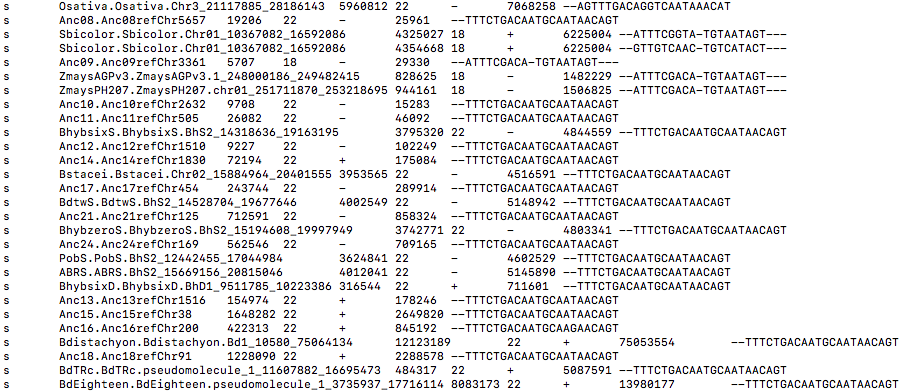 s Osativa.Osativa.Chr3_21117885_28186143 5960812 22 - 7068258 --AGTTTGACAGGTCAATAAACAT
s Anc08.Anc08refChr5657 19206 22 - 25961 --TTTCTGACAATGCAATAACAGT
s Sbicolor.Sbicolor.Chr01_10367082_16592086 4325027 18 + 6225004 --ATTTCGGTA-TGTAATAGT---
s Sbicolor.Sbicolor.Chr01_10367082_16592086 4354668 18 + 6225004 --GTTGTCAAC-TGTCATACT---
s Anc09.Anc09refChr3361 5707 18 - 29330 --ATTTCGACA-TGTAATAGT---
s ZmaysAGPv3.ZmaysAGPv3.1_248000186_249482415 828625 18 - 1482229 --ATTTCGACA-TGTAATAGT---
s ZmaysPH207.ZmaysPH207.chr01_251711870_253218695 944161 18 - 1506825 --ATTTCGACA-TGTAATAGT---
s Anc10.Anc10refChr2632 9708 22 - 15283 --TTTCTGACAATGCAATAACAGT
s Anc11.Anc11refChr505 26082 22 - 46092 --TTTCTGACAATGCAATAACAGT
s BhybsixS.BhybsixS.BhS2_14318636_19163195 3795320 22 - 4844559 --TTTCTGACAATGCAATAACAGT
s Anc12.Anc12refChr1510 9227 22 - 102249 --TTTCTGACAATGCAATAACAGT
s Anc14.Anc14refChr1830 72194 22 + 175084 --TTTCTGACAATGCAATAACAGT
s Bstacei.Bstacei.Chr02_15884964_20401555 3953565 22 - 4516591 --TTTCTGACAATGCAATAACAGT
s Anc17.Anc17refChr454 243744 22 - 289914 --TTTCTGACAATGCAATAACAGT
s BdtwS.BdtwS.BhS2_14528704_19677646 4002549 22 - 5148942 --TTTCTGACAATGCAATAACAGT
s Anc21.Anc21refChr125 712591 22 - 858324 --TTTCTGACAATGCAATAACAGT
s BhybzeroS.BhybzeroS.BhS2_15194608_19997949 3742771 22 - 4803341 --TTTCTGACAATGCAATAACAGT
s Anc24.Anc24refChr169 562546 22 - 709165 --TTTCTGACAATGCAATAACAGT
s PobS.PobS.BhS2_12442455_17044984 3624841 22 - 4602529 --TTTCTGACAATGCAATAACAGT
s ABRS.ABRS.BhS2_15669156_20815046 4012041 22 - 5145890 --TTTCTGACAATGCAATAACAGT
s BhybsixD.BhybsixD.BhD1_9511785_10223386 316544 22 + 711601 --TTTCTGACAATGCAATAACAGT
s Anc13.Anc13refChr1516 154974 22 + 178246 --TTTCTGACAATGCAATAACAGT
s Anc15.Anc15refChr38 1648282 22 + 2649820 --TTTCTGACAATGCAATAACAGT
s Anc16.Anc16refChr200 422313 22 + 845192 --TTTCTGACAATGCAAGAACAGT
s Bdistachyon.Bdistachyon.Bd1_10580_75064134 12123189 22 + 75053554 --TTTCTGACAATGCAATAACAGT
s Anc18.Anc18refChr91 1228090 22 + 2288578 --TTTCTGACAATGCAATAACAGT
s BdTRc.BdTRc.pseudomolecule_1_11607882_16695473 484317 22 + 5087591 --TTTCTGACAATGCAATAACAGT
s BdEighteen.BdEighteen.pseudomolecule_1_3735937_17716114 8083173 22 + 13980177 --TTTCTGACAATGCAATAACAGT